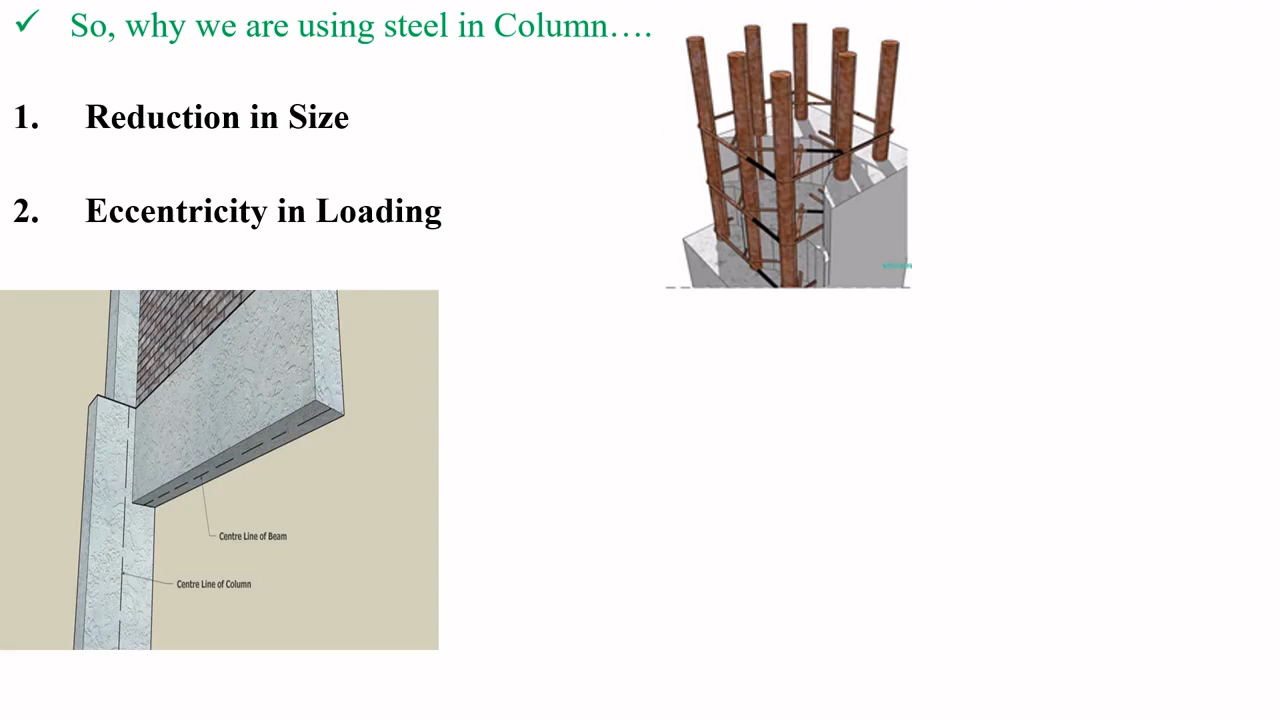 ✓ So, why we are using steel in Column….
1. Reduction in Size
2. Eccentricity in Loading
Centre Line of Beam
Centre Line of Column